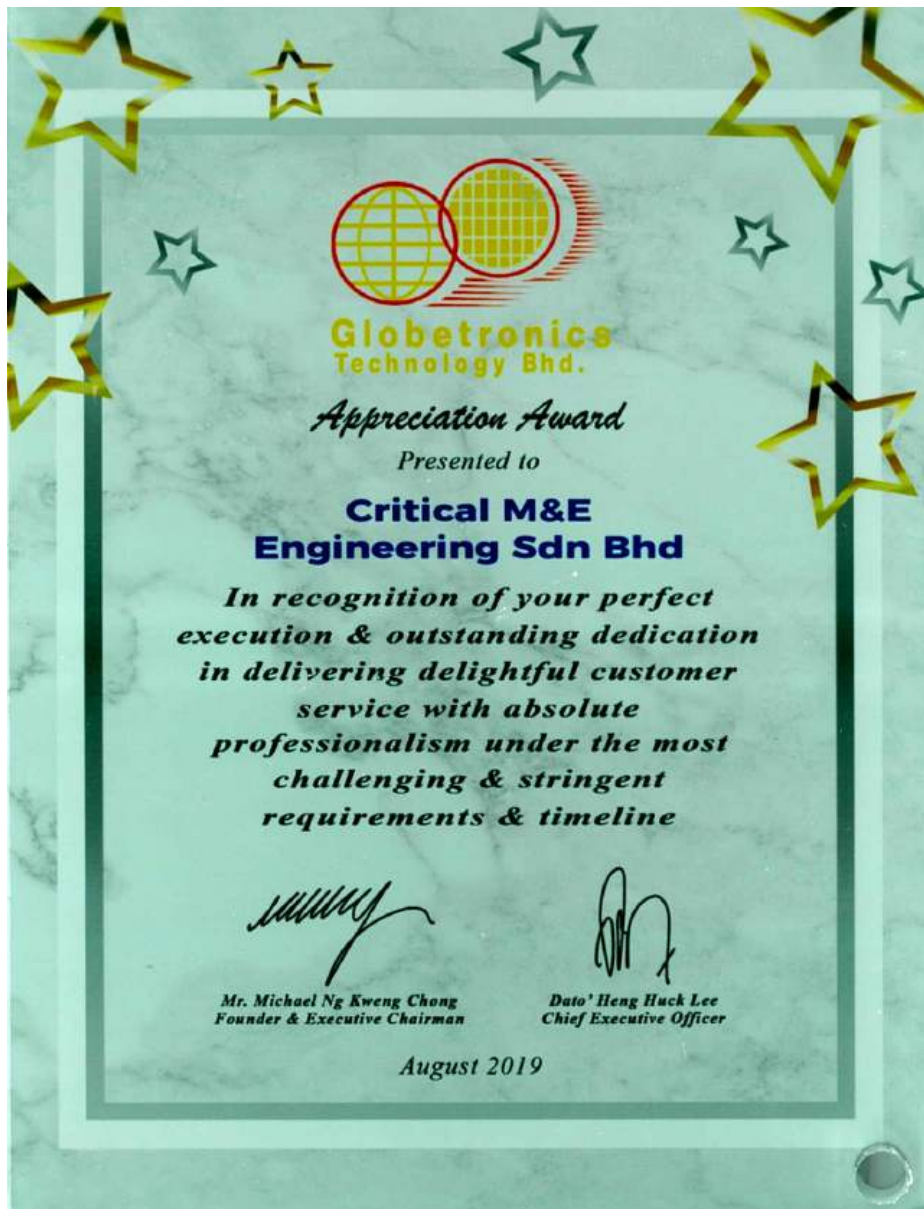 Globetronics
Technology Bhd.
Appreciation Award
Presented to
Critical M&E
Engineering Sdn Bhd
In recognition of your perfect
execution & outstanding dedication
in delivering delightful customer
service with absolute
professionalism under the most
challenging & stringent
requirements & timeline
Mr. Michael Ng Kweng Chong
Founder & Executive Chairman
Dato' Heng Huck Lee
Chief Executive Officer
August 2019